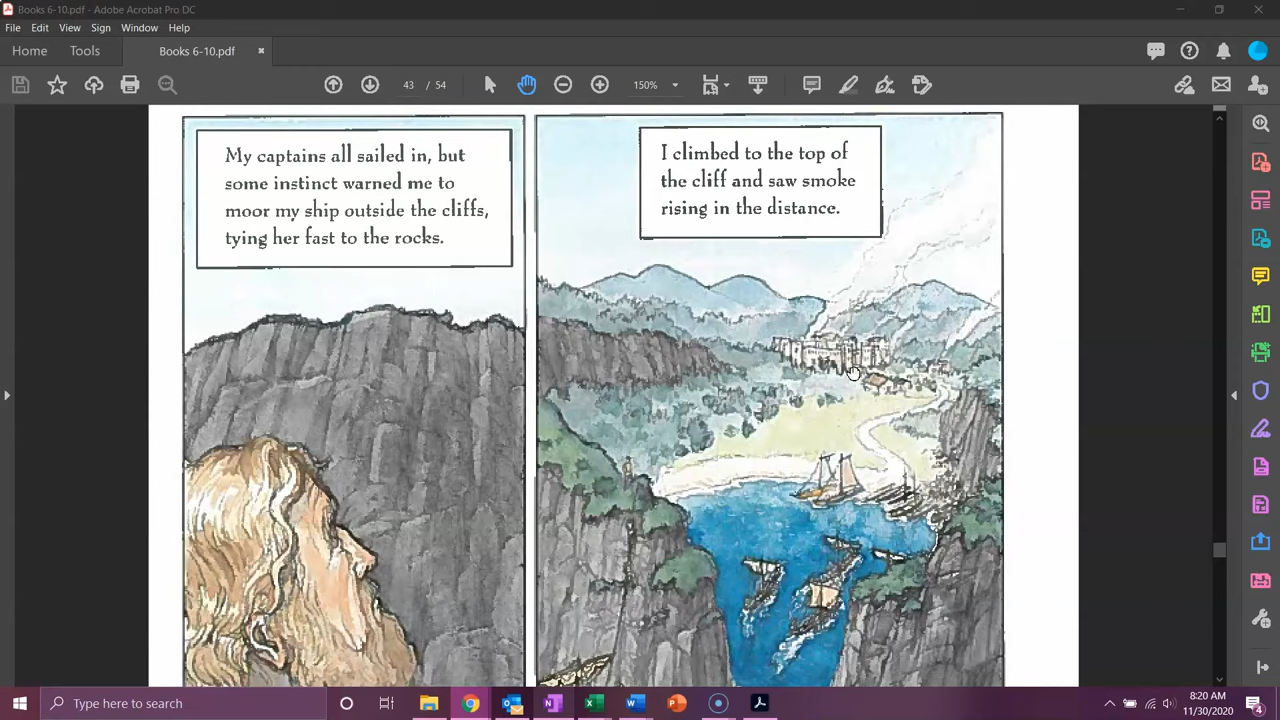 Books 6-10.pdf - Adobe Acrobat Pro DC
File Edit View Sign Window Help
Home Tools Books 6-10.pdf
43 / 54 150%
My captains all sailed in, but
some instinct warned me to
moor my ship outside the cliffs,
tying her fast to the rocks.
I climbed to the top of
the cliff and saw smoke
rising in the distance.
Type here to search
8:20 AM
11/30/2020
4